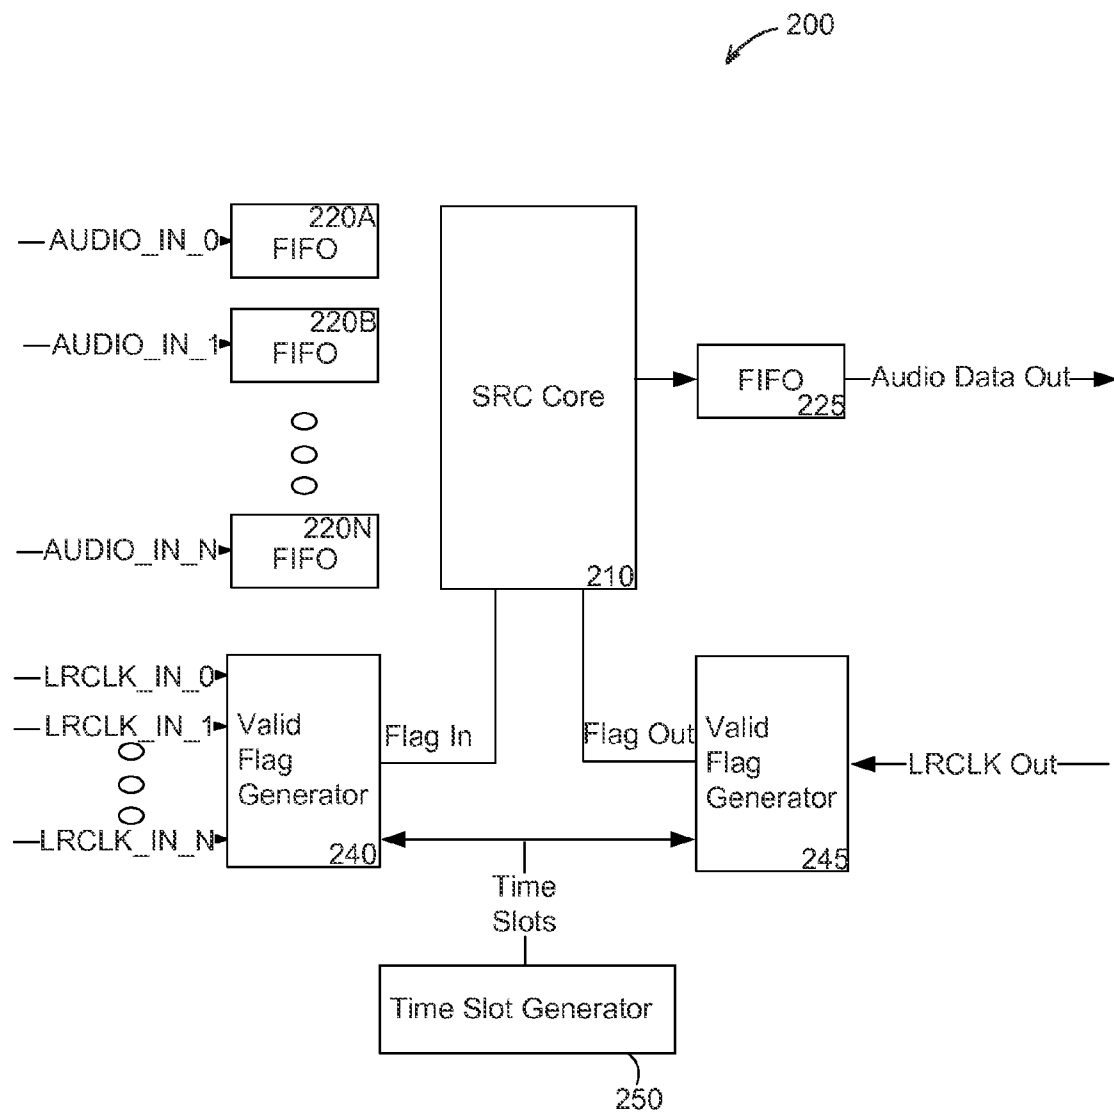 200
AUDIO_IN_0
220A
FIFO
AUDIO_IN_1
220B
FIFO
AUDIO_IN_N
220N
FIFO
SRC Core
210
FIFO
225
Audio Data Out
LRCLK_IN_0
LRCLK_IN_1
LRCLK_IN_N
Valid
Flag
Generator
240
Flag In
Flag Out
Valid
Flag
Generator
245
LRCLK Out
Time
Slots
Time Slot Generator
250